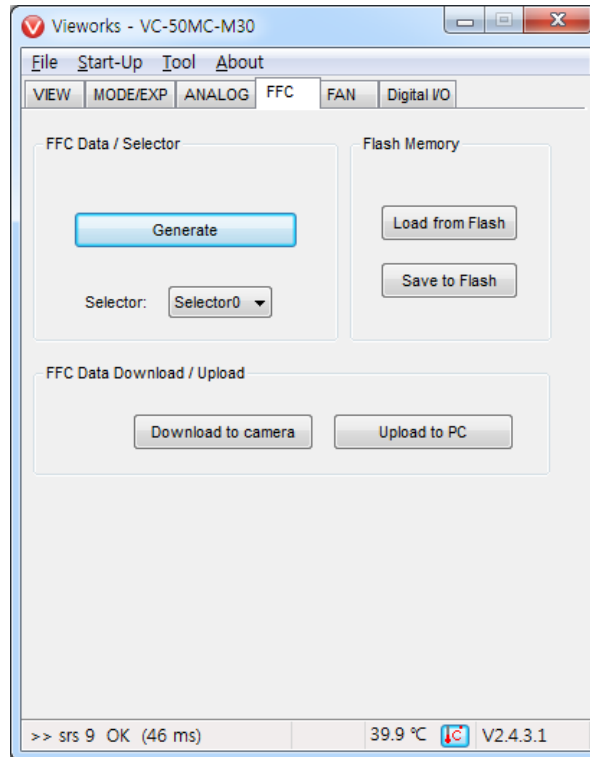 Vieworks - VC-50MC-M30
File Start-Up Tool About
VIEW MODE/EXP ANALOG FFC FAN Digital I/O
FFC Data / Selector
Generate
Selector: Selector0
Flash Memory
Load from Flash
Save to Flash
FFC Data Download / Upload
Download to camera Upload to PC
>> srs 9 OK (46 ms) 39.9 ℃ C V2.4.3.1